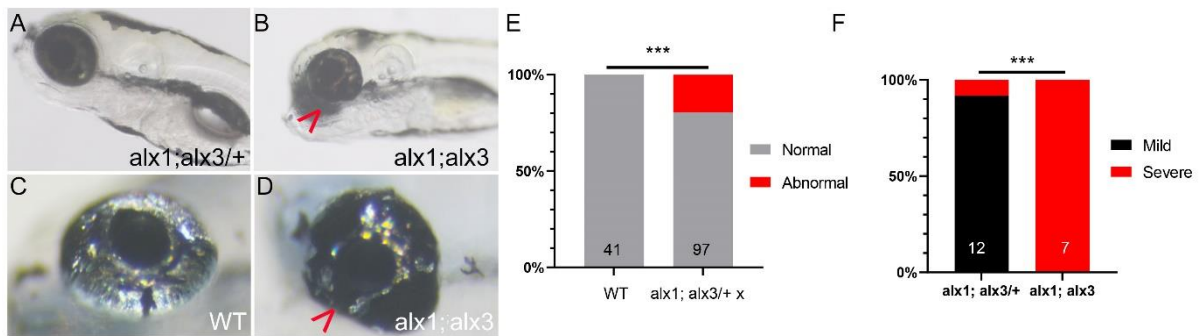 A
alx1;alx3/+
B
alx1;alx3
C
WT
D
alx1;alx3
E
***
100%
50%
0%
41
97
WT
alx1; alx3/+ x
Normal
Abnormal
F
***
100%
50%
0%
12
7
alx1; alx3/+
alx1; alx3
Mild
Severe